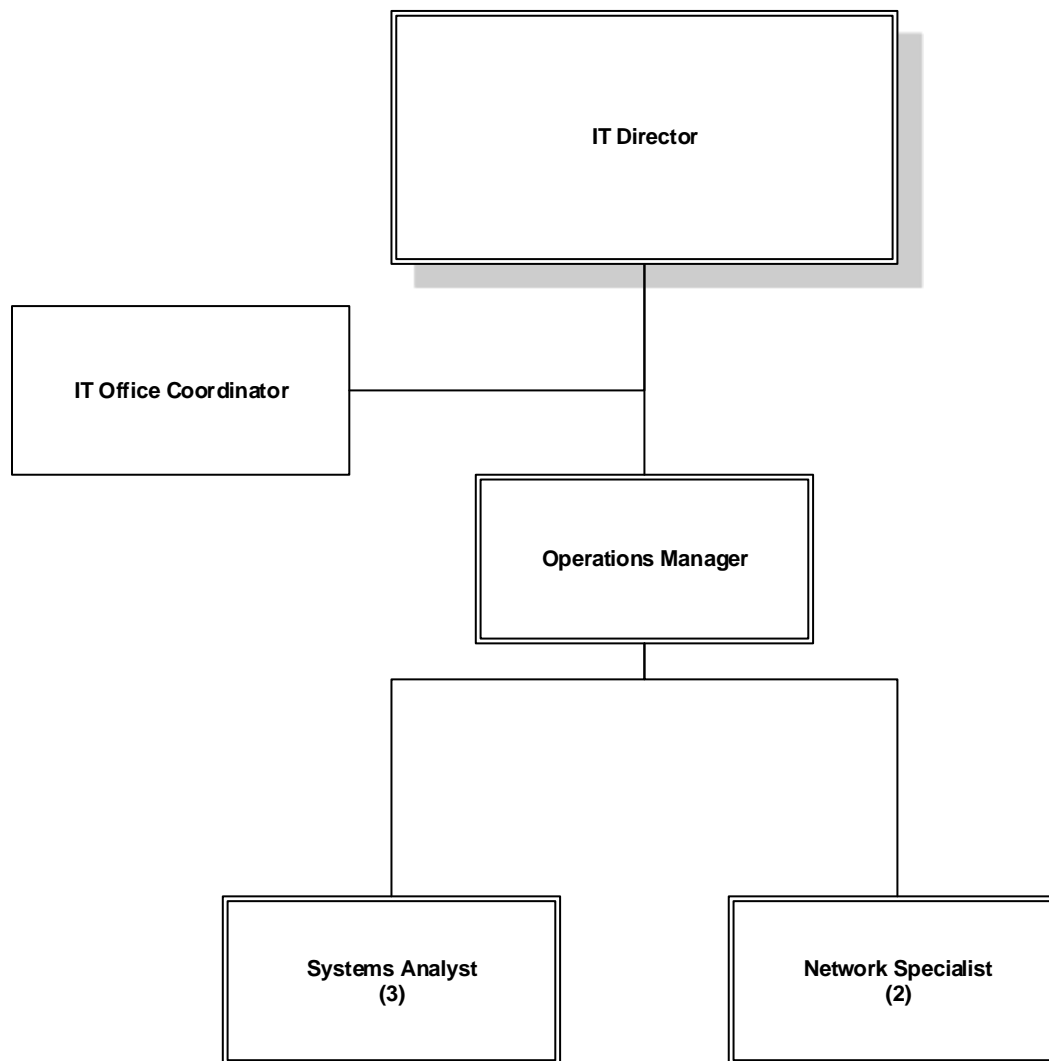 IT Director
IT Office Coordinator
Operations Manager
Systems Analyst
(3)
Network Specialist
(2)